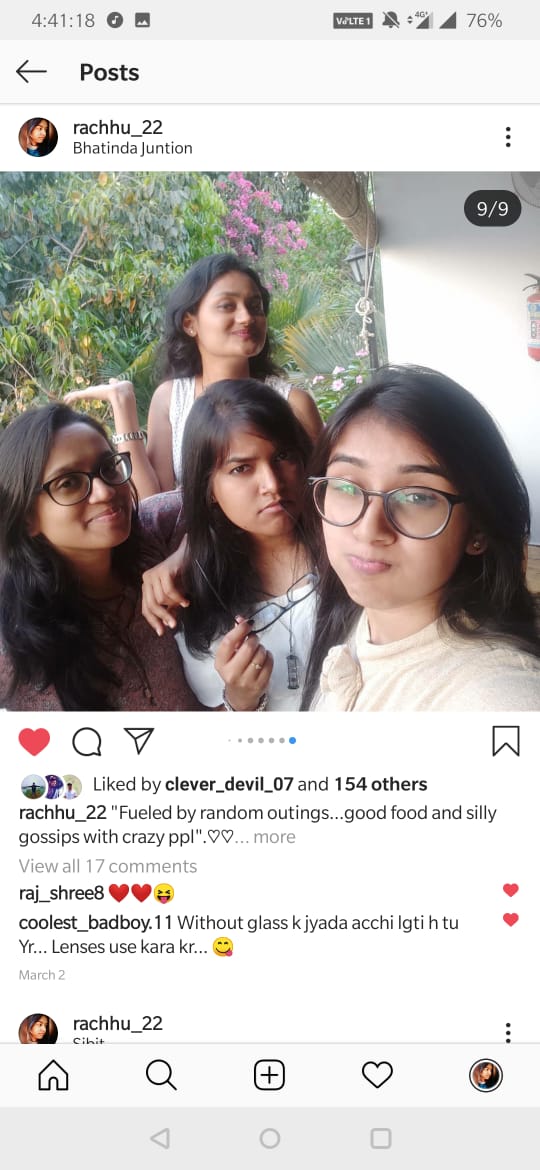 4:41:18
VoLTE 1
4G+
76%
Posts
rachhu_22
Bhatinda Juntion
9/9
Liked by clever_devil_07 and 154 others
rachhu_22 "Fueled by random outings...good food and silly
gossips with crazy ppl".♡♡... more
View all 17 comments
raj_shree8 ❤️❤️😝
coolest_badboy.11 Without glass k jyada acchi lgti h tu
Yr... Lenses use kara kr... 😋
March 2
rachhu_22